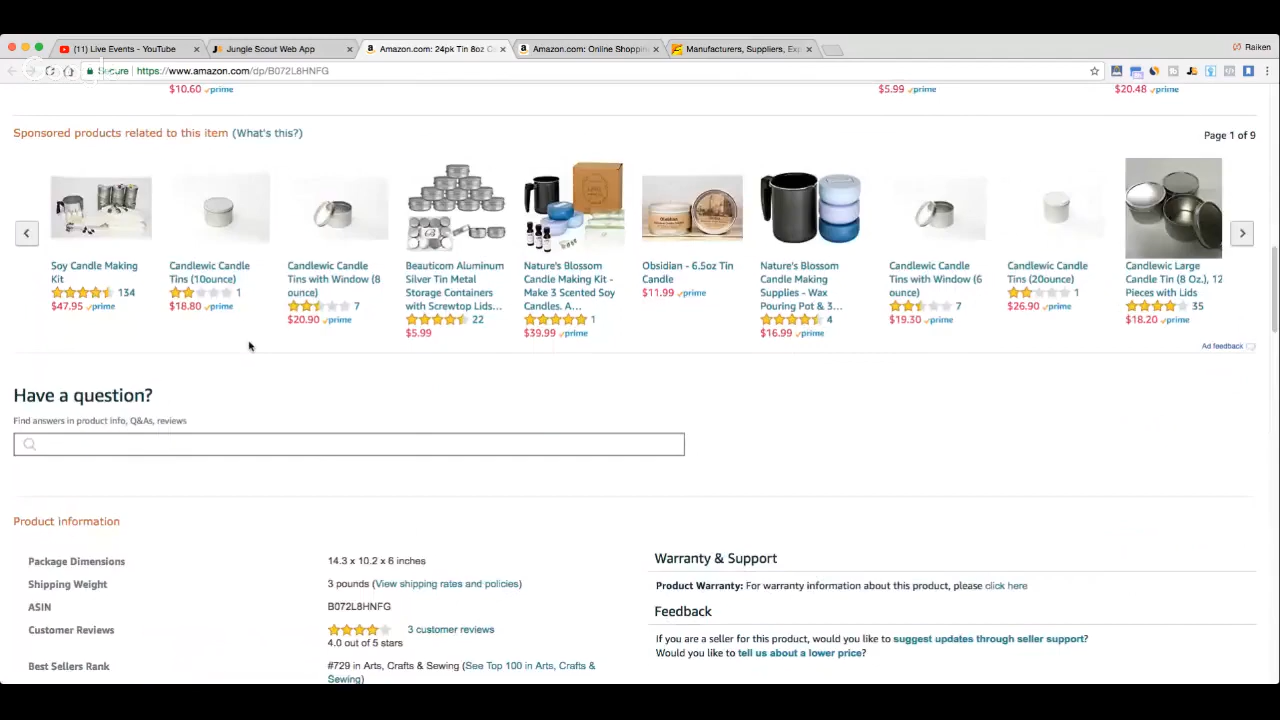 (11) Live Events - YouTube
Jungle Scout Web App
Amazon.com: 24pk Tin 8oz C
Amazon.com: Online Shoppin
Manufacturers, Suppliers, Ex
Raiken
Secure
https://www.amazon.com/dp/B072L8HNFG
$10.60 prime
$5.99 prime
$20.48 prime
Sponsored products related to this item (What's this?)
Page 1 of 9
Soy Candle Making
Kit
134
$47.95 prime
Candlewic Candle
Tins (10ounce)
1
$18.80 prime
Candlewic Candle
Tins with Window (8
ounce)
7
$20.90 prime
Beauticom Aluminum
Silver Tin Metal
Storage Containers
with Screwtop Lids...
22
$5.99
Nature's Blossom
Candle Making Kit -
Make 3 Scented Soy
Candles. A...
1
$39.99 prime
Obsidian - 6.5oz Tin
Candle
$11.99 prime
Nature's Blossom
Candle Making
Supplies - Wax
Pouring Pot & 3...
4
$16.99 prime
Candlewic Candle
Tins with Window (6
ounce)
7
$19.30 prime
Candlewic Candle
Tins (20ounce)
1
$26.90 prime
Candlewic Large
Candle Tin (8 Oz.), 12
Pieces with Lids
35
$18.20 prime
Ad feedback
Have a question?
Find answers in product info, Q&As, reviews
Product information
Package Dimensions 14.3 x 10.2 x 6 inches
Shipping Weight 3 pounds (View shipping rates and policies)
ASIN B072L8HNFG
Customer Reviews 3 customer reviews
4.0 out of 5 stars
Best Sellers Rank #729 in Arts, Crafts & Sewing (See Top 100 in Arts, Crafts &
Sewing)
Warranty & Support
Product Warranty: For warranty information about this product, please click here
Feedback
If you are a seller for this product, would you like to suggest updates through seller support?
Would you like to tell us about a lower price?